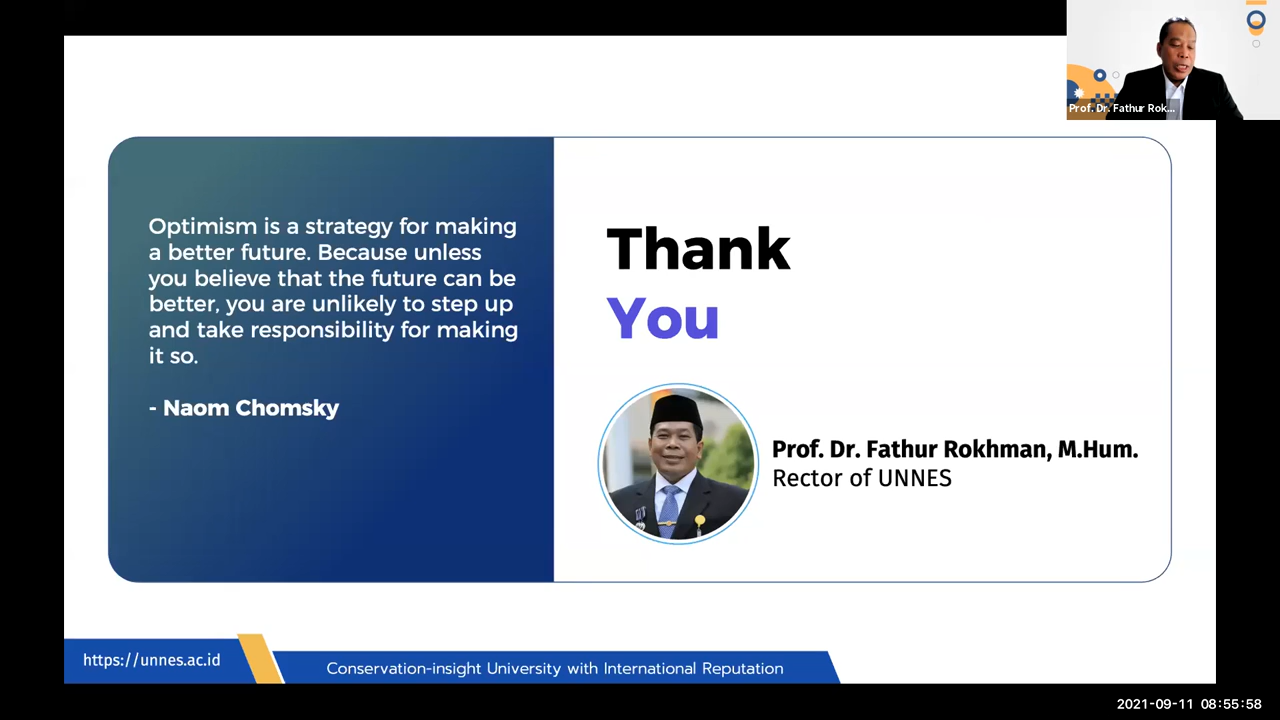 Prof. Dr. Fathur Rok...
Optimism is a strategy for making
a better future. Because unless
you believe that the future can be
better, you are unlikely to step up
and take responsibility for making
it so.
- Naom Chomsky
Thank
You
Prof. Dr. Fathur Rokhman, M.Hum.
Rector of UNNES
https://unnes.ac.id
Conservation-insight University with International Reputation
2021-09-11 08:55:58